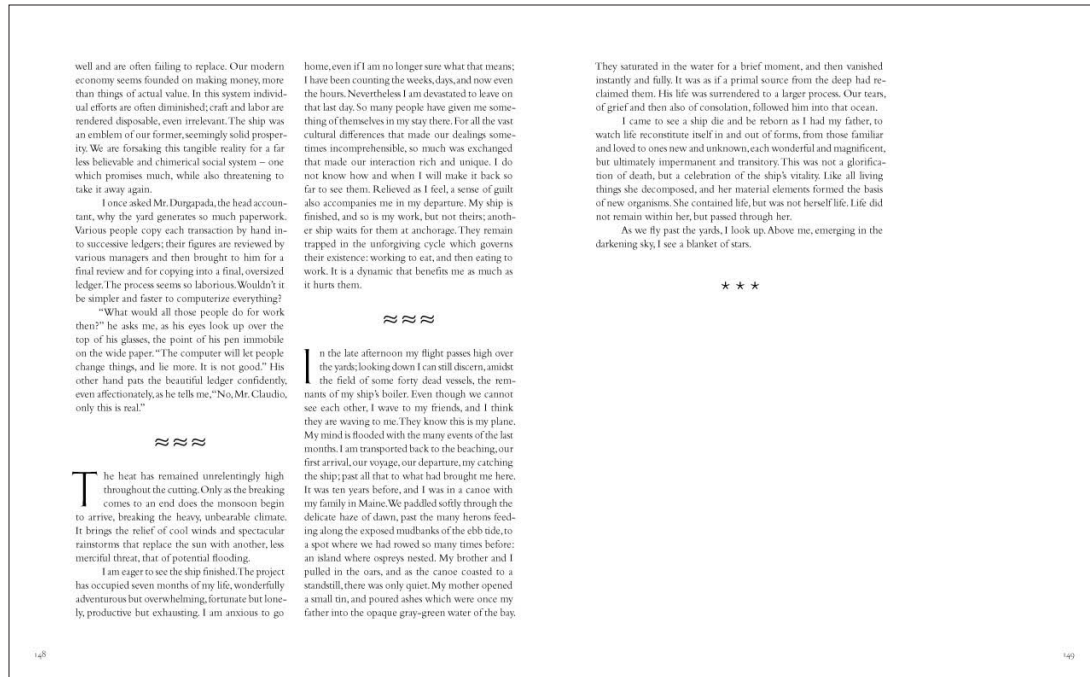 well and are often failing to replace. Our modern
economy seems founded on making money, more
than things of actual value. In this system individ-
ual efforts are often diminished; craft and labor are
rendered disposable, even irrelevant. The ship was
an emblem of our former, seemingly solid prosper-
ity. We are forsaking this tangible reality for a far
less believable and chimerical social system – one
which promises much, while also threatening to
take it away again.
I once asked Mr. Durgapada, the head accoun-
tant, why the yard generates so much paperwork.
Various people copy each transaction by hand in-
to successive ledgers; their figures are reviewed by
various managers and then brought to him for a
final review and for copying into a final, oversized
ledger. The process seems so laborious. Wouldn’t it
be simpler and faster to computerize everything?
“What would all those people do for work
then?” he asks me, as his eyes look up over the
top of his glasses, the point of his pen immobile
on the wide paper. “The computer will let people
change things, and lie more. It is not good.” His
other hand pats the beautiful ledger confidently,
even affectionately, as he tells me, “No, Mr. Claudio,
only this is real.”
≈≈≈
The heat has remained unrelentingly high
throughout the cutting. Only as the breaking
comes to an end does the monsoon begin
to arrive, breaking the heavy, unbearable climate.
It brings the relief of cool winds and spectacular
rainstorms that replace the sun with another, less
merciful threat, that of potential flooding.
I am eager to see the ship finished. The project
has occupied seven months of my life, wonderfully
adventurous but overwhelming, fortunate but lone-
ly, productive but exhausting. I am anxious to go
home, even if I am no longer sure what that means;
I have been counting the weeks, days, and now even
the hours. Nevertheless I am devastated to leave on
that last day. So many people have given me some-
thing of themselves in my stay there. For all the vast
cultural differences that made our dealings some-
times incomprehensible, so much was exchanged
that made our interaction rich and unique. I do
not know how and when I will make it back so
far to see them. Relieved as I feel, a sense of guilt
also accompanies me in my departure. My ship is
finished, and so is my work, but not theirs; anoth-
er ship waits for them at anchorage. They remain
trapped in the unforgiving cycle which governs
their existence: working to eat, and then eating to
work. It is a dynamic that benefits me as much as
it hurts them.
≈≈≈
In the late afternoon my flight passes high over
the yards; looking down I can still discern, amidst
the field of some forty dead vessels, the rem-
nants of my ship’s boiler. Even though we cannot
see each other, I wave to my friends, and I think
they are waving to me. They know this is my plane.
My mind is flooded with the many events of the last
months. I am transported back to the beaching, our
first arrival, our voyage, our departure, my catching
the ship; past all that to what had brought me here.
It was ten years before, and I was in a canoe with
my family in Maine. We paddled softly through the
delicate haze of dawn, past the many herons feed-
ing along the exposed mudbanks of the ebb tide, to
a spot where we had rowed so many times before:
an island where ospreys nested. My brother and I
pulled in the oars, and as the canoe coasted to a
standstill, there was only quiet. My mother opened
a small tin, and poured ashes which were once my
father into the opaque gray-green water of the bay.
148
They saturated in the water for a brief moment, and then vanished
instantly and fully. It was as if a primal source from the deep had re-
claimed them. His life was surrendered to a larger process. Our tears,
of grief and then also of consolation, followed him into that ocean.
I came to see a ship die and be reborn as I had my father, to
watch life reconstitute itself in and out of forms, from those familiar
and loved to ones new and unknown, each wonderful and magnificent,
but ultimately impermanent and transitory. This was not a glorifica-
tion of death, but a celebration of the ship’s vitality. Like all living
things she decomposed, and her material elements formed the basis
of new organisms. She contained life, but was not herself life. Life did
not remain within her, but passed through her.
As we fly past the yards, I look up. Above me, emerging in the
darkening sky, I see a blanket of stars.
***
149